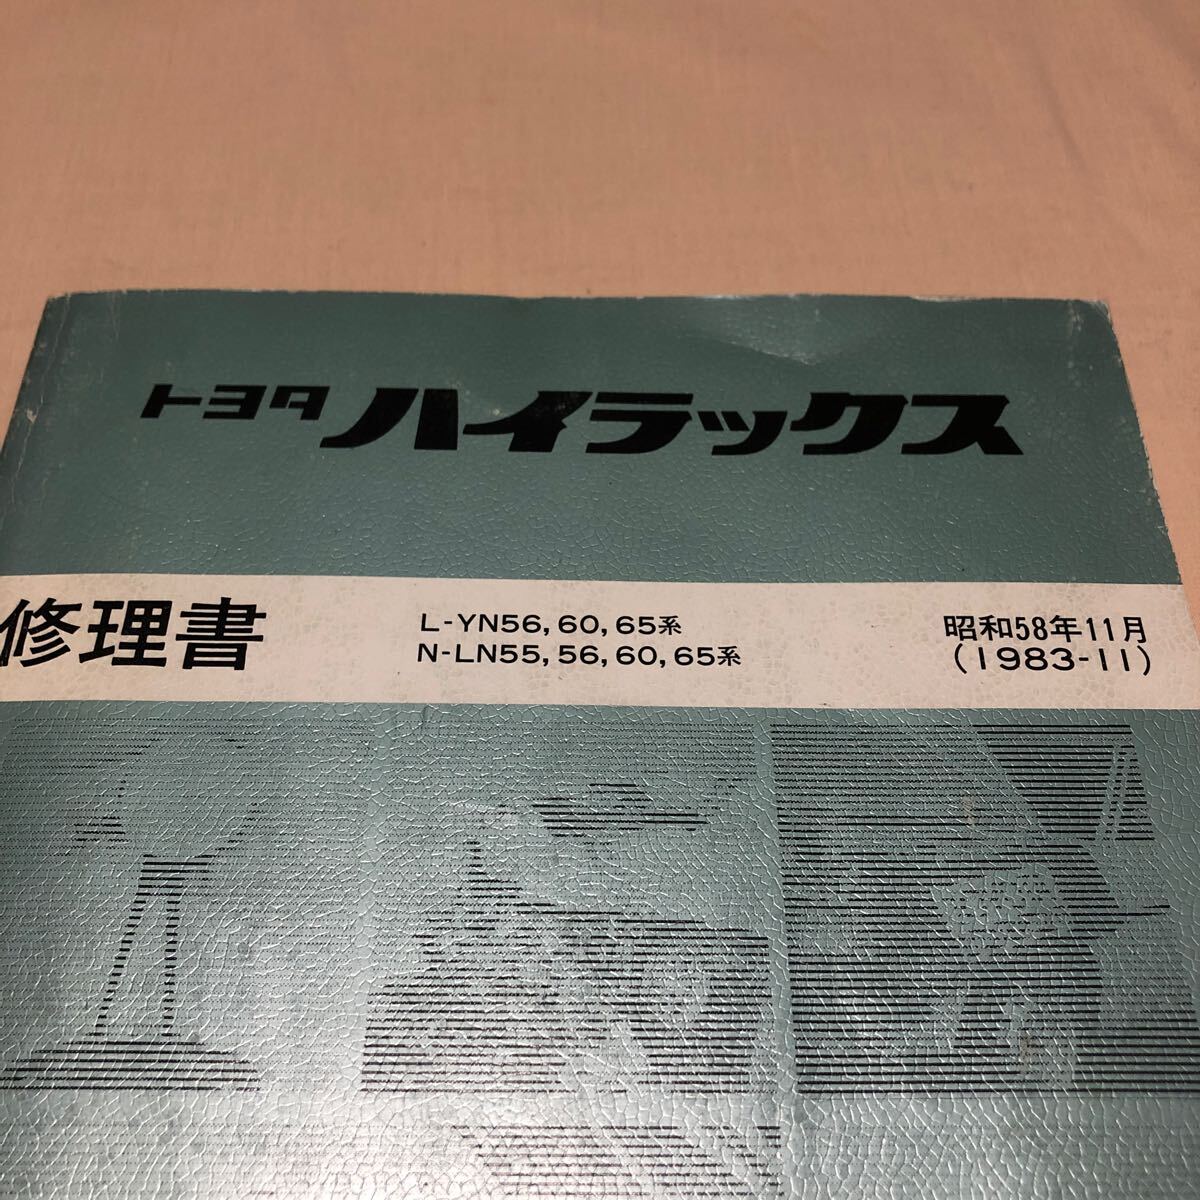 トヨタ ハイラックス
修理書
L-YN56, 60, 65系
N-LN55, 56, 60, 65系
昭和58年11月
(1983-11)